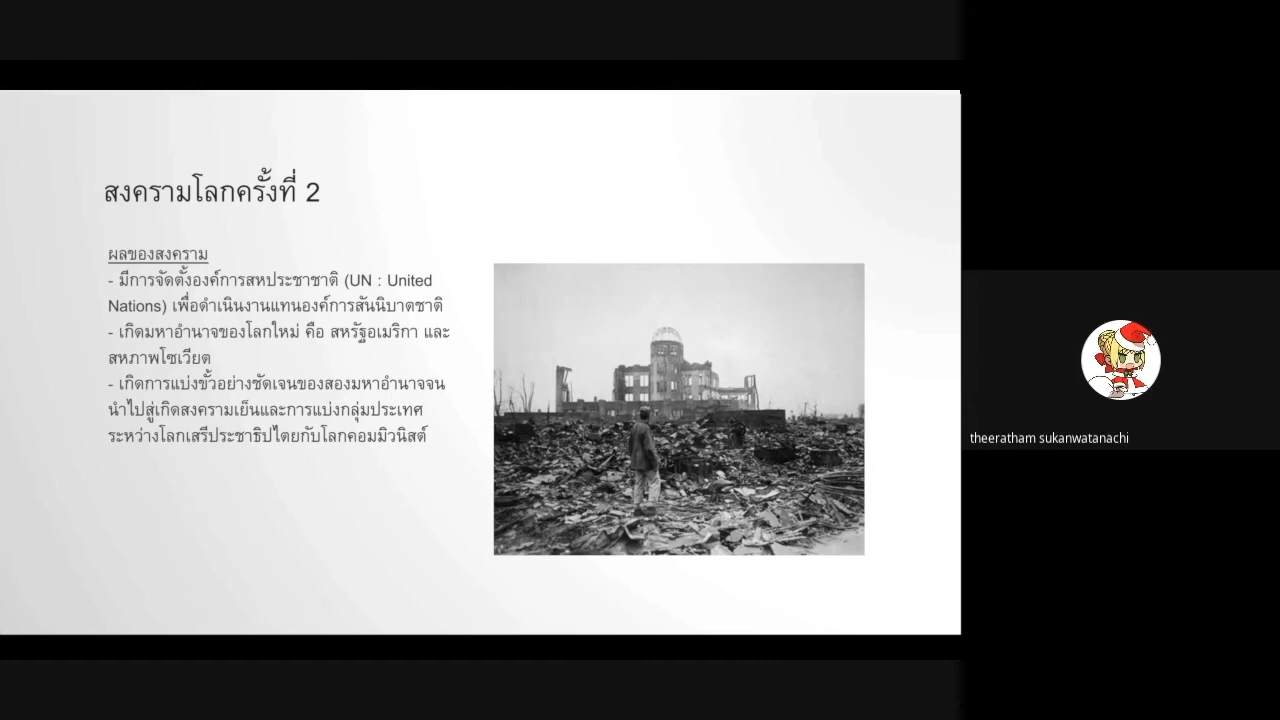 สงครามโลกครั้งที่ 2
ผลของสงคราม
- มีการจัดตั้งองค์การสหประชาชาติ (UN : United
Nations) เพื่อดำเนินงานแทนองค์การสันนิบาตชาติ
- เกิดมหาอำนาจของโลกใหม่ คือ สหรัฐอเมริกา และ
สหภาพโซเวียต
- เกิดการแบ่งขั้วอย่างชัดเจนของสองมหาอำนาจจน
นำไปสู่เกิดสงครามเย็นและการแบ่งกลุ่มประเทศ
ระหว่างโลกเสรีประชาธิปไตยกับโลกคอมมิวนิสต์
theeratham sukanwatanachi